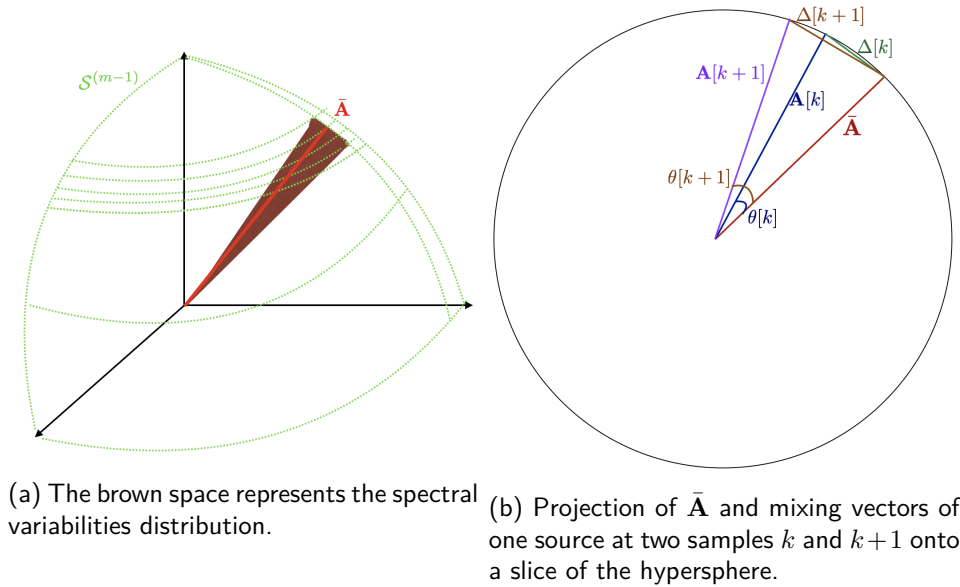 𝒮^(m−1)
Ā
Δ[k+1]
Δ[k]
A[k+1]
A[k]
Ā
θ[k+1]
θ[k]
(a) The brown space represents the spectral
variabilities distribution.
(b) Projection of Ā and mixing vectors of
one source at two samples k and k+1 onto
a slice of the hypersphere.